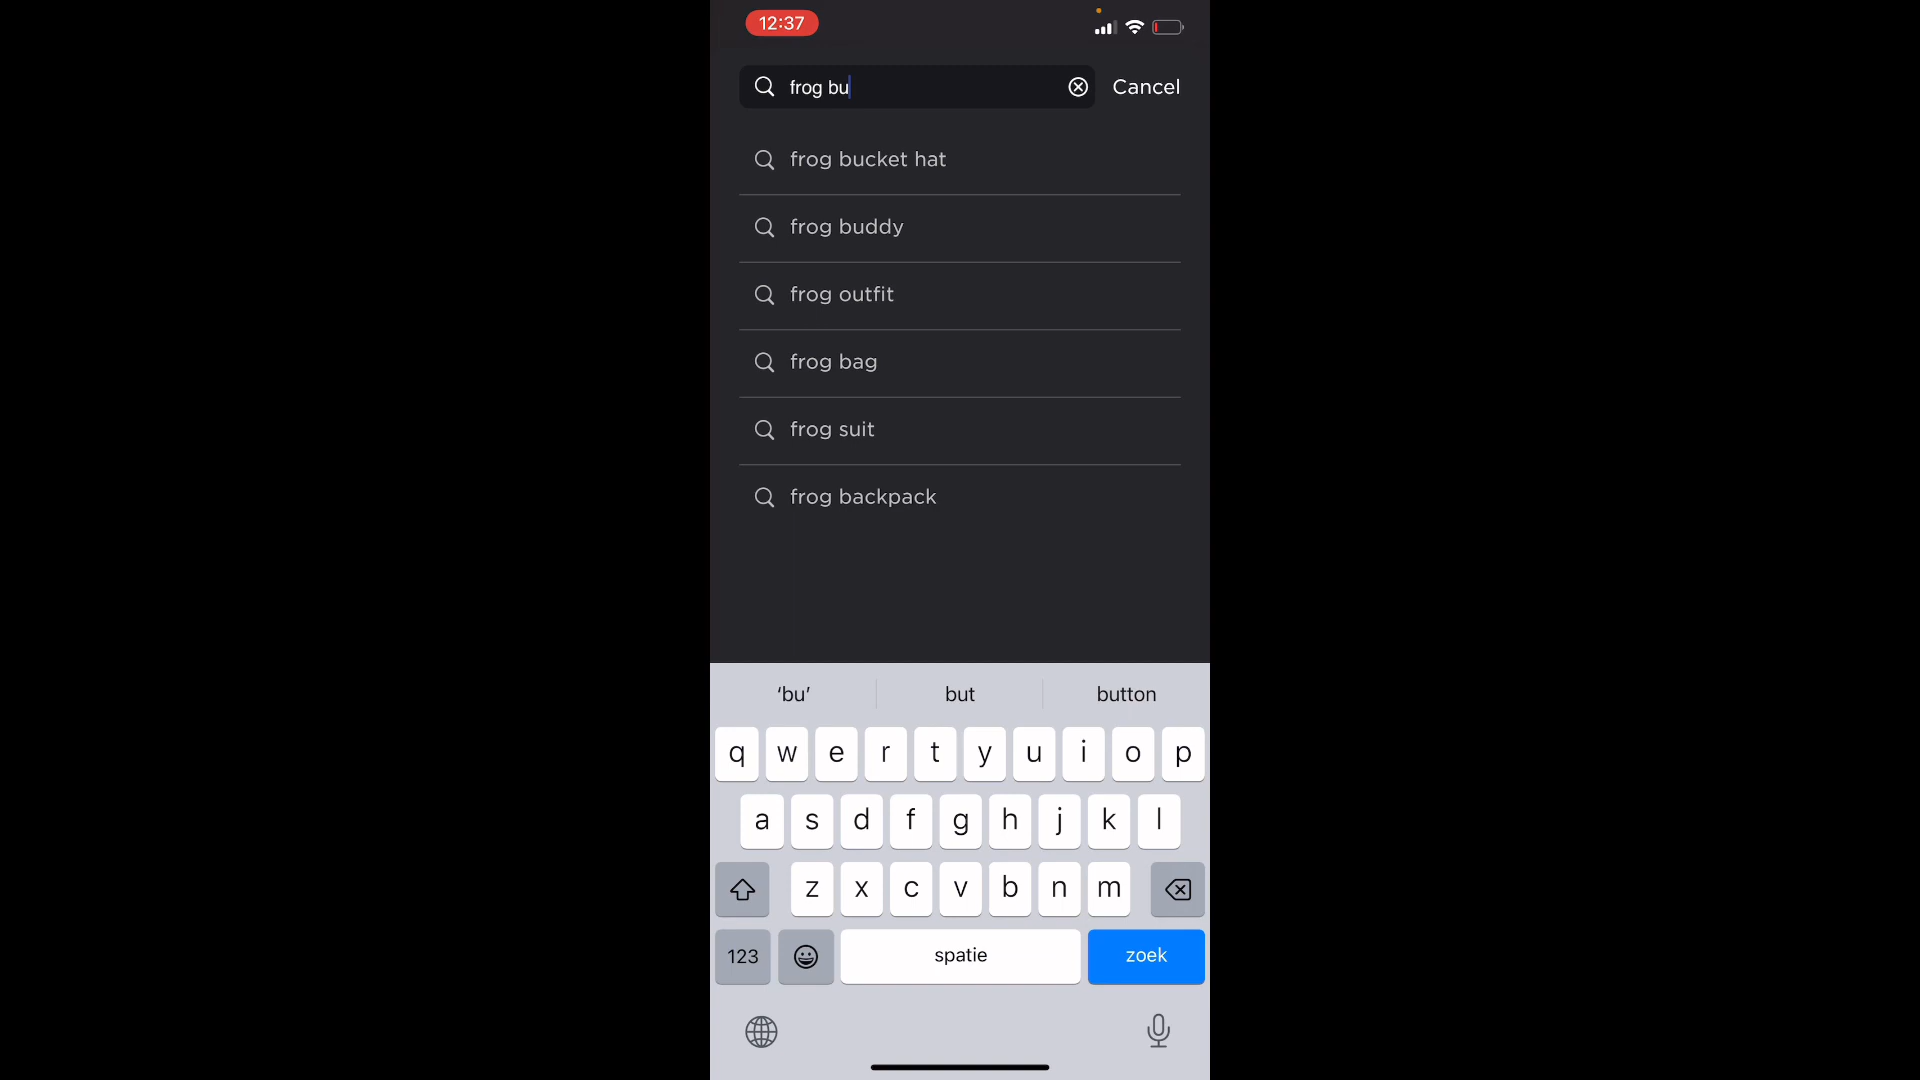 12:37
frog bu
Cancel
frog bucket hat
frog buddy
frog outfit
frog bag
frog suit
frog backpack
‘bu’ but button
q w e r t y u i o p
a s d f g h j k l
z x c v b n m
123 spatie zoek